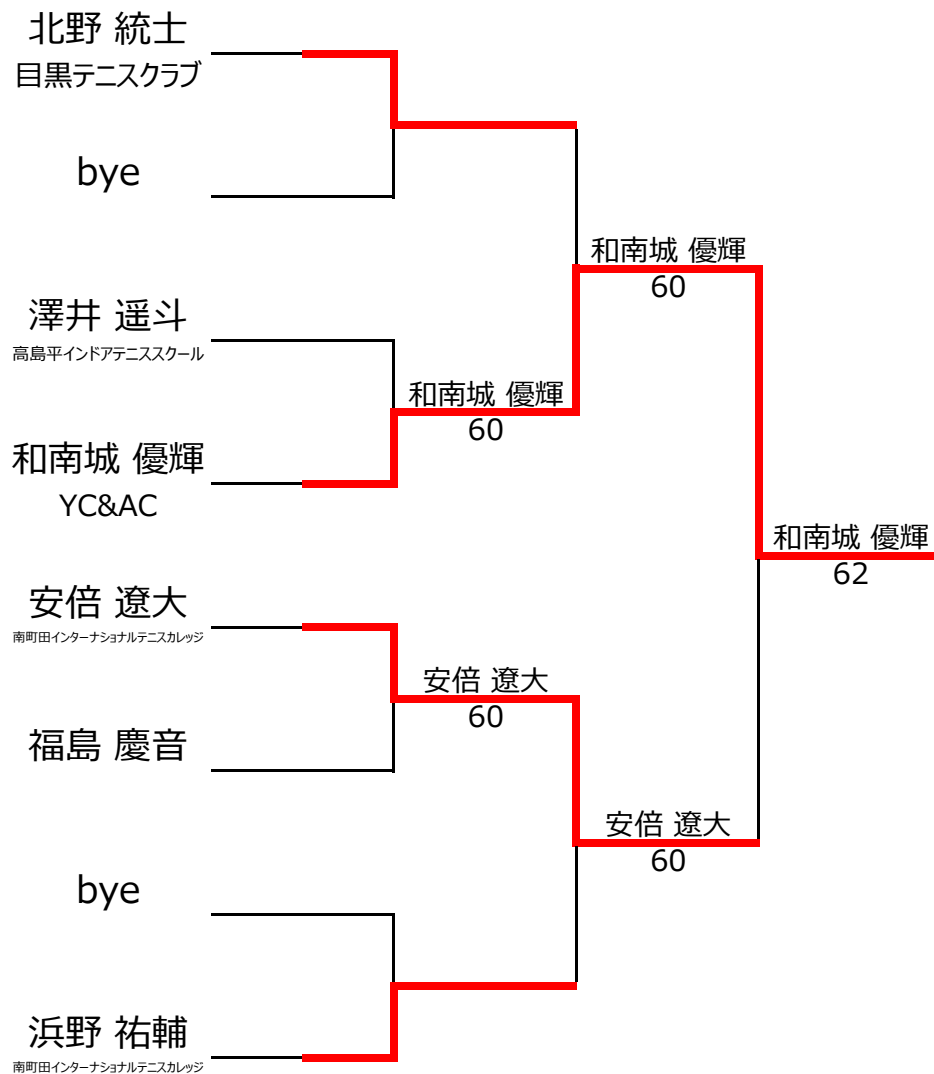 北野 統士
目黒テニスクラブ
bye
澤井 遥斗
高島平インドアテニススクール
和南城 優輝
YC&AC
安倍 遼大
南町田インターナショナルテニスカレッジ
福島 慶音
bye
浜野 祐輔
南町田インターナショナルテニスカレッジ
和南城 優輝
60
安倍 遼大
60
和南城 優輝
60
安倍 遼大
60
和南城 優輝
62